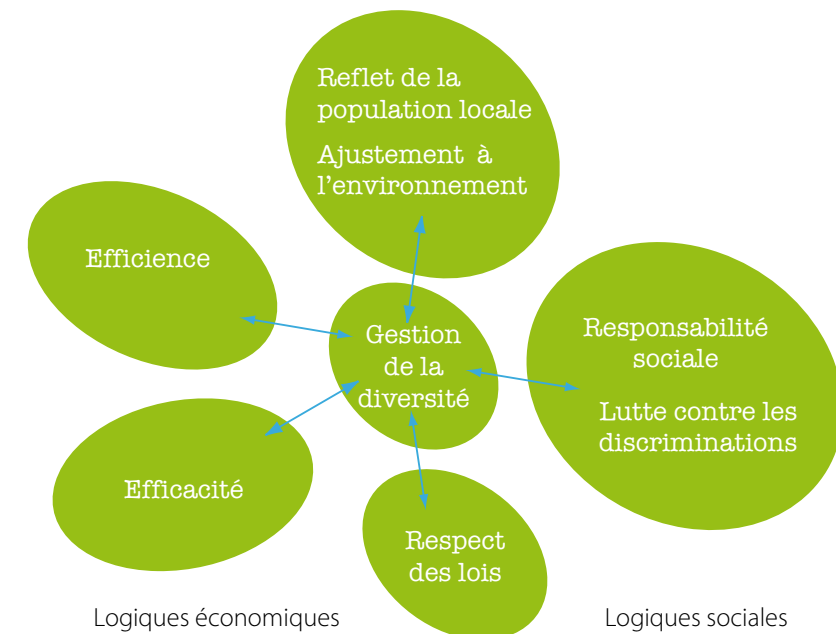 Reflet de la
population locale
Ajustement à
l'environnement
Efficience
Gestion
de la
diversité
Responsabilité
sociale
Lutte contre les
discriminations
Efficacité
Respect
des lois
Logiques économiques
Logiques sociales